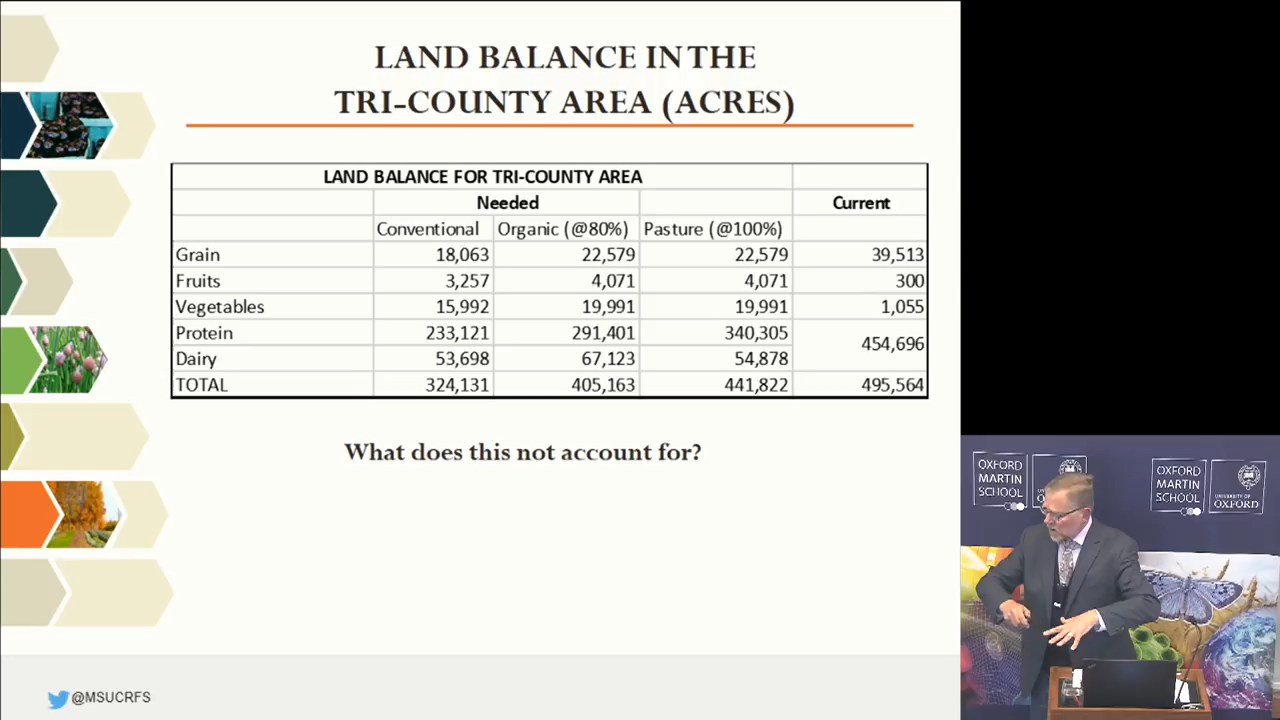 LAND BALANCE IN THE
TRI-COUNTY AREA (ACRES)
LAND BALANCE FOR TRI-COUNTY AREA
Needed Current
Conventional Organic (@80%) Pasture (@100%)
Grain 18,063 22,579 22,579 39,513
Fruits 3,257 4,071 4,071 300
Vegetables 15,992 19,991 19,991 1,055
Protein 233,121 291,401 340,305
454,696
Dairy 53,698 67,123 54,878
TOTAL 324,131 405,163 441,822 495,564
What does this not account for?
@MSUCRFS
OXFORD
MARTIN
SCHOOL
OXFORD
MARTIN
SCHOOL
UNIVERSITY OF
OXFORD